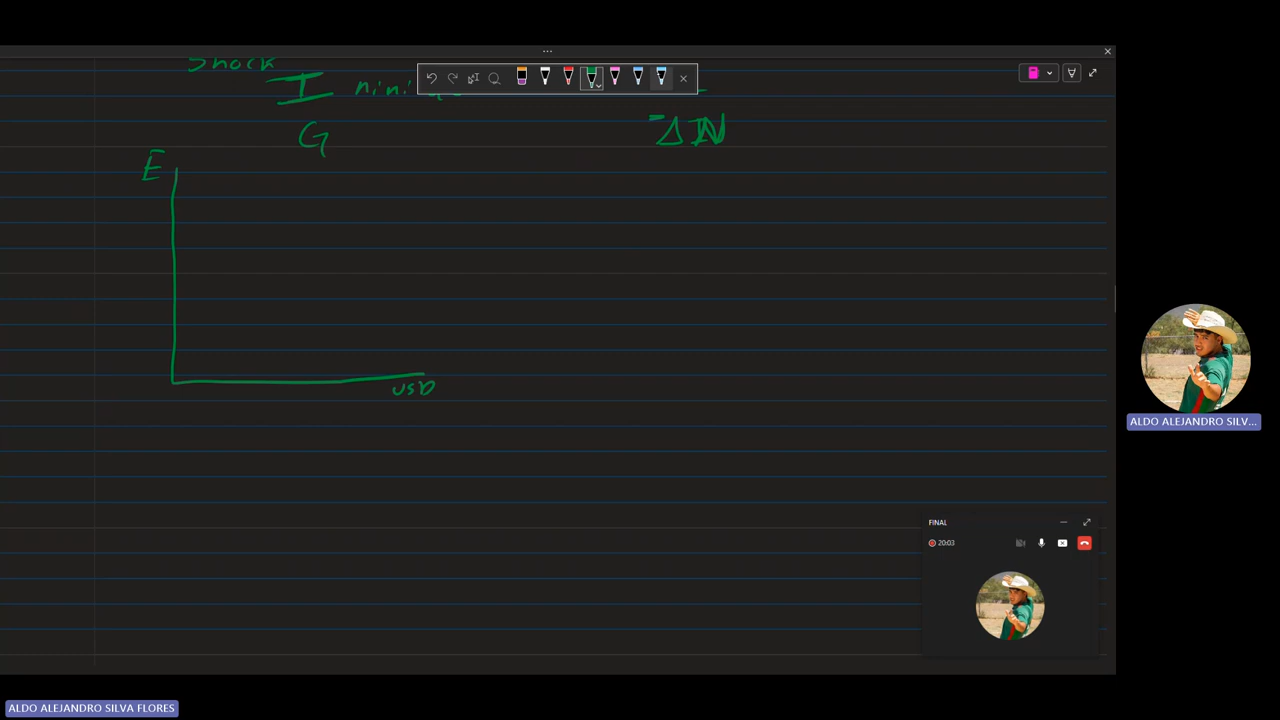 Shock
I
G
ΔIN
E
USD
ALDO ALEJANDRO SILV...
FINAL
20:03
ALDO ALEJANDRO SILVA FLORES